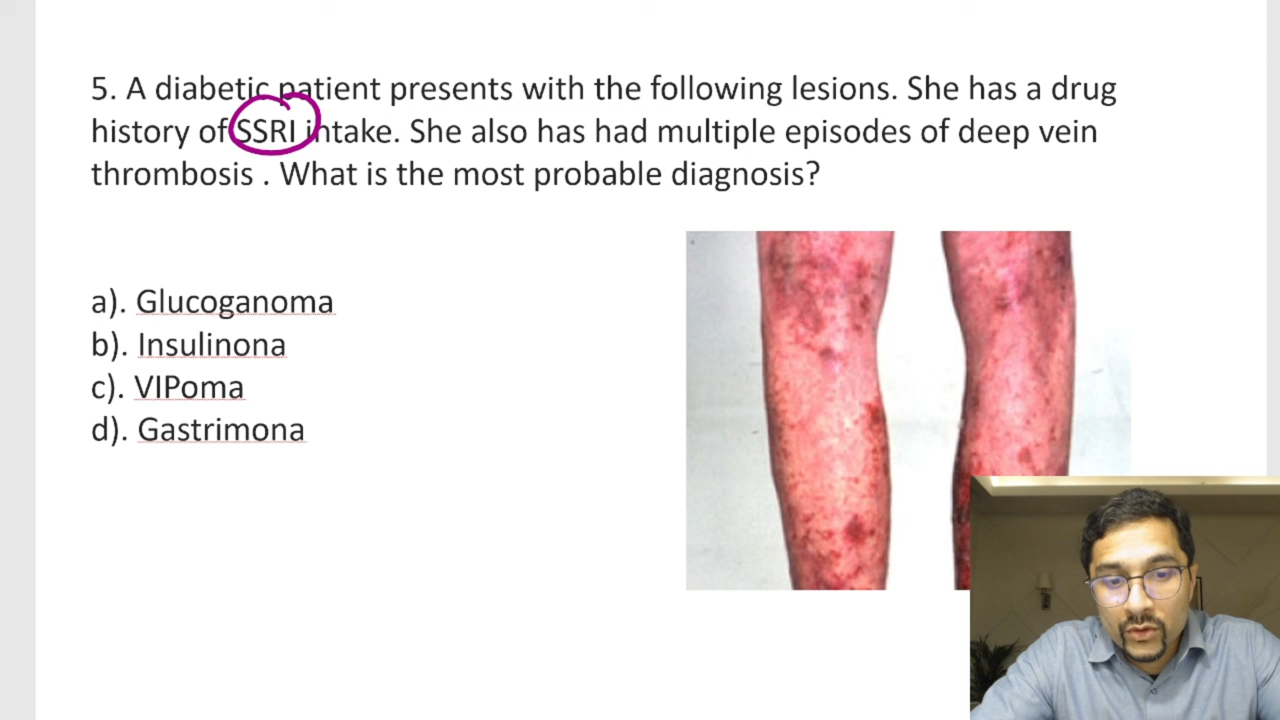 5. A diabetic patient presents with the following lesions. She has a drug
history of SSRI intake. She also has had multiple episodes of deep vein
thrombosis . What is the most probable diagnosis?
a). Glucoganoma
b). Insulinona
c). VIPoma
d). Gastrimona